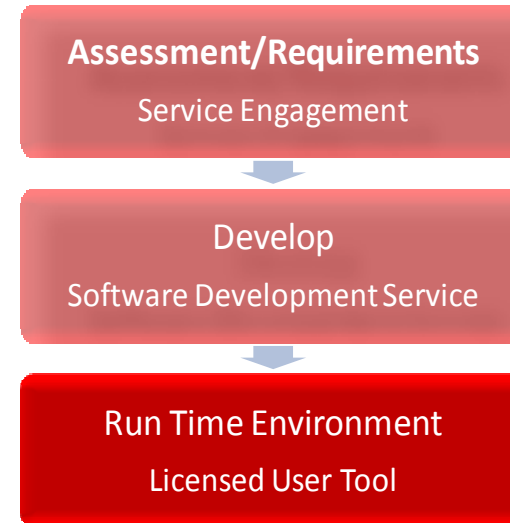 Assessment/Requirements
Service Engagement
Develop
Software Development Service
Run Time Environment
Licensed User Tool